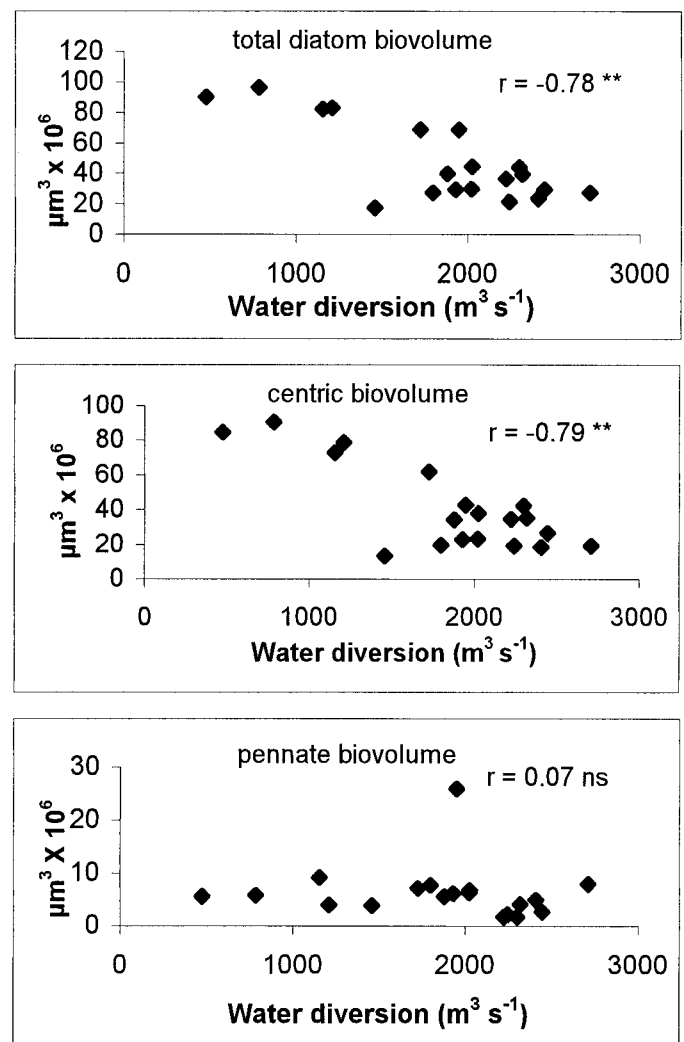 total diatom biovolume
r = -0.78 **
120
100
80
60
40
20
0
µm³ x 10⁶
0 1000 2000 3000
Water diversion (m³ s⁻¹)
centric biovolume
r = -0.79 **
100
80
60
40
20
0
µm³ x 10⁶
0 1000 2000 3000
Water diversion (m³ s⁻¹)
pennate biovolume
r = 0.07 ns
30
20
10
0
µm³ X 10⁶
0 1000 2000 3000
Water diversion (m³ s⁻¹)